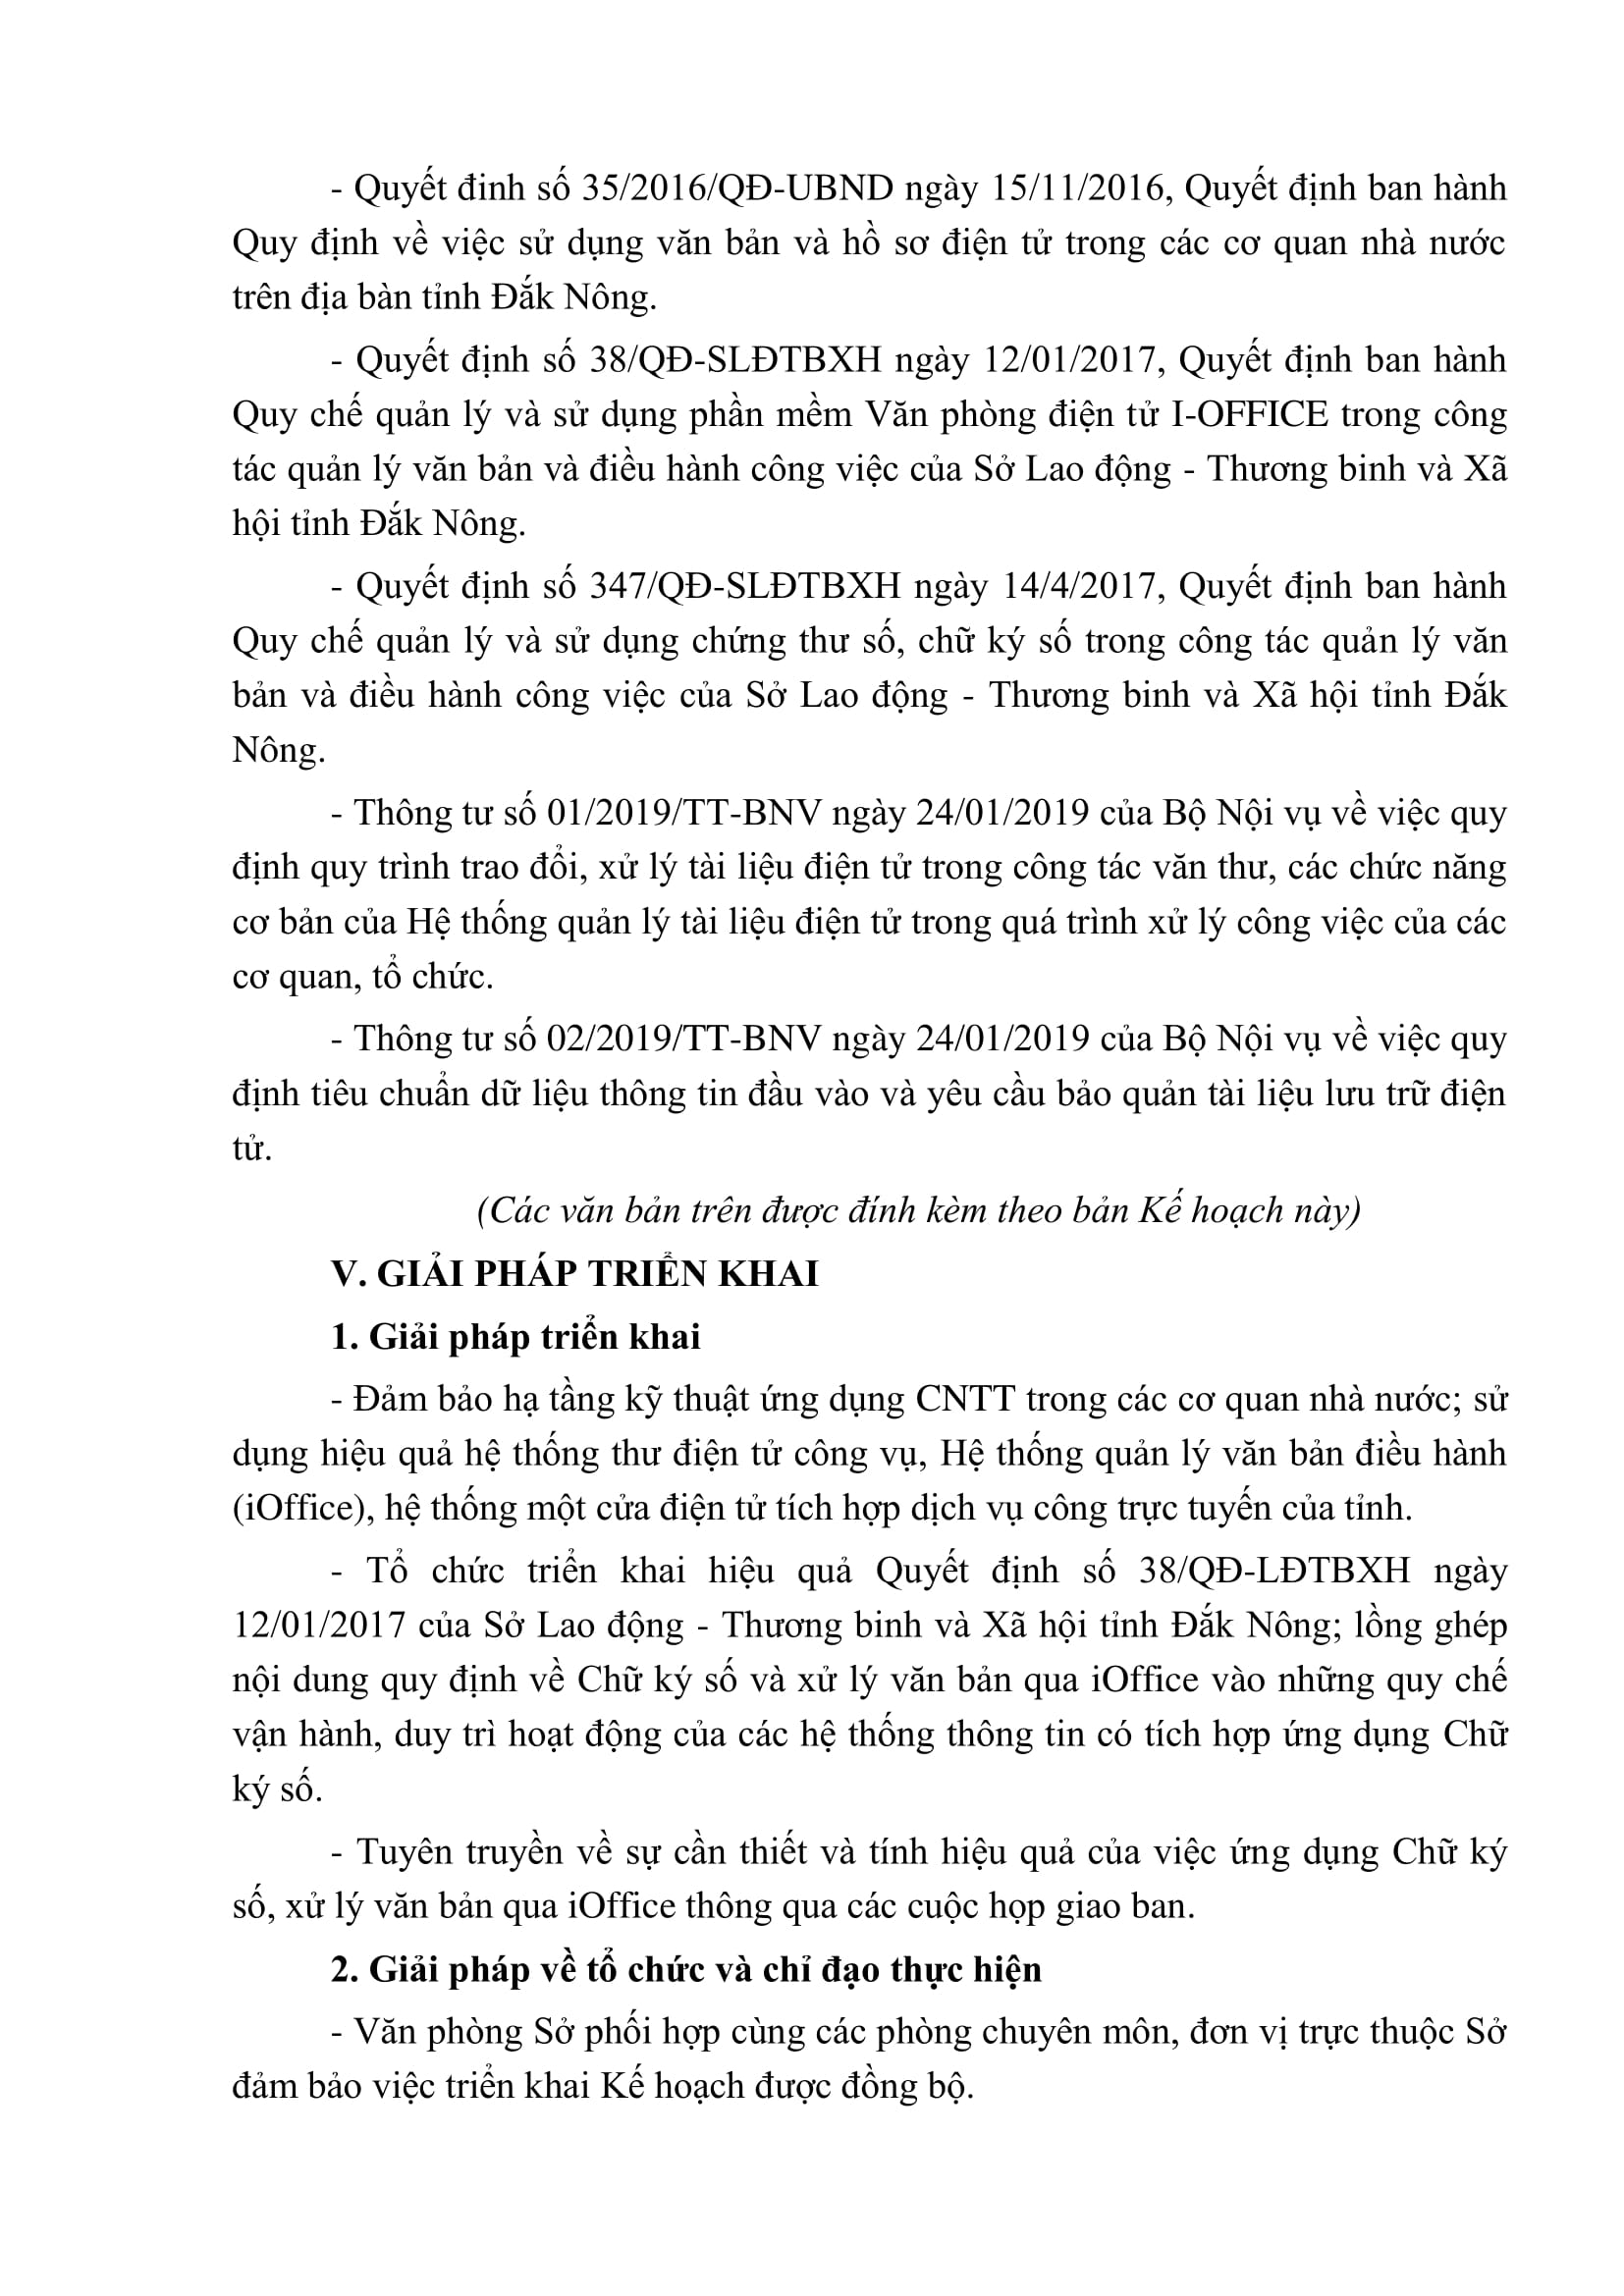 - Quyết đinh số 35/2016/QĐ-UBND ngày 15/11/2016, Quyết định ban hành
Quy định về việc sử dụng văn bản và hồ sơ điện tử trong các cơ quan nhà nước
trên địa bàn tỉnh Đắk Nông.
- Quyết định số 38/QĐ-SLĐTBXH ngày 12/01/2017, Quyết định ban hành
Quy chế quản lý và sử dụng phần mềm Văn phòng điện tử I-OFFICE trong công
tác quản lý văn bản và điều hành công việc của Sở Lao động - Thương binh và Xã
hội tỉnh Đắk Nông.
- Quyết định số 347/QĐ-SLĐTBXH ngày 14/4/2017, Quyết định ban hành
Quy chế quản lý và sử dụng chứng thư số, chữ ký số trong công tác quản lý văn
bản và điều hành công việc của Sở Lao động - Thương binh và Xã hội tỉnh Đắk
Nông.
- Thông tư số 01/2019/TT-BNV ngày 24/01/2019 của Bộ Nội vụ về việc quy
định quy trình trao đổi, xử lý tài liệu điện tử trong công tác văn thư, các chức năng
cơ bản của Hệ thống quản lý tài liệu điện tử trong quá trình xử lý công việc của các
cơ quan, tổ chức.
- Thông tư số 02/2019/TT-BNV ngày 24/01/2019 của Bộ Nội vụ về việc quy
định tiêu chuẩn dữ liệu thông tin đầu vào và yêu cầu bảo quản tài liệu lưu trữ điện
tử.
(Các văn bản trên được đính kèm theo bản Kế hoạch này)
V. GIẢI PHÁP TRIỂN KHAI
1. Giải pháp triển khai
- Đảm bảo hạ tầng kỹ thuật ứng dụng CNTT trong các cơ quan nhà nước; sử
dụng hiệu quả hệ thống thư điện tử công vụ, Hệ thống quản lý văn bản điều hành
(iOffice), hệ thống một cửa điện tử tích hợp dịch vụ công trực tuyến của tỉnh.
- Tổ chức triển khai hiệu quả Quyết định số 38/QĐ-LĐTBXH ngày
12/01/2017 của Sở Lao động - Thương binh và Xã hội tỉnh Đắk Nông; lồng ghép
nội dung quy định về Chữ ký số và xử lý văn bản qua iOffice vào những quy chế
vận hành, duy trì hoạt động của các hệ thống thông tin có tích hợp ứng dụng Chữ
ký số.
- Tuyên truyền về sự cần thiết và tính hiệu quả của việc ứng dụng Chữ ký
số, xử lý văn bản qua iOffice thông qua các cuộc họp giao ban.
2. Giải pháp về tổ chức và chỉ đạo thực hiện
- Văn phòng Sở phối hợp cùng các phòng chuyên môn, đơn vị trực thuộc Sở
đảm bảo việc triển khai Kế hoạch được đồng bộ.